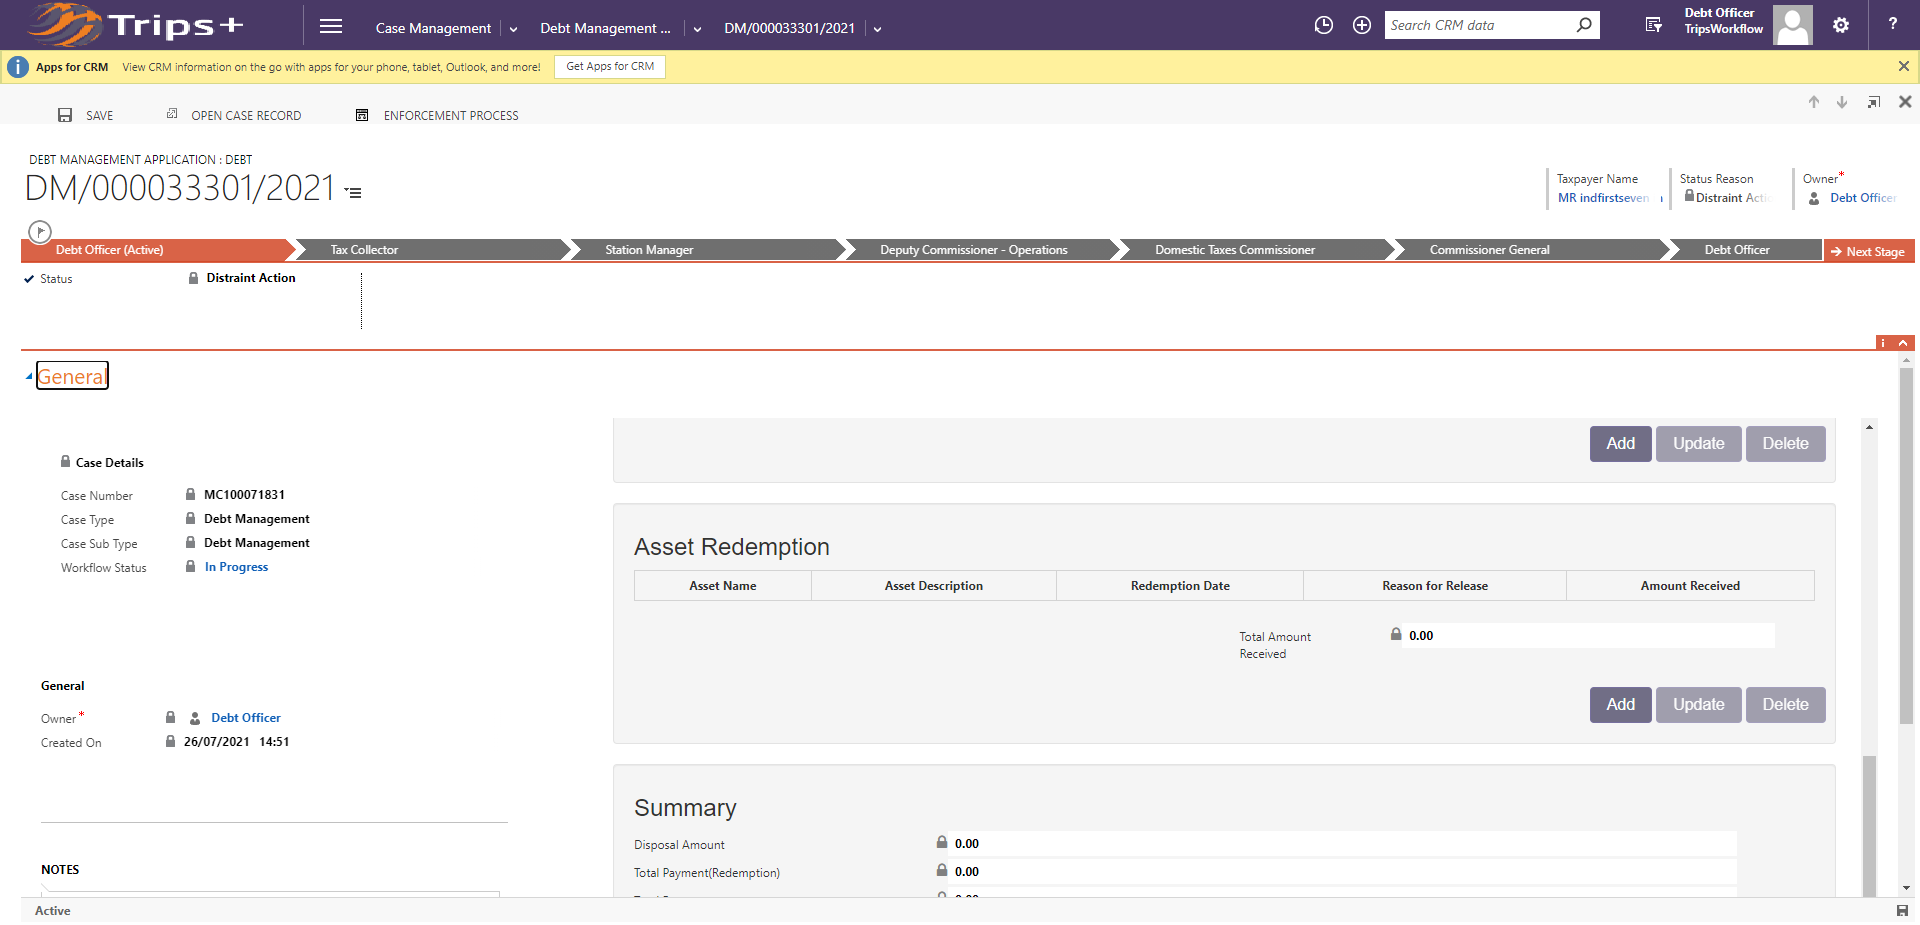 Trips+
Case Management
Debt Management ...
DM/000033301/2021
Search CRM data
Debt Officer
TripsWorkflow
?
i
Apps for CRM
View CRM information on the go with apps for your phone, tablet, Outlook, and more!
Get Apps for CRM
SAVE
OPEN CASE RECORD
ENFORCEMENT PROCESS
DEBT MANAGEMENT APPLICATION : DEBT
DM/000033301/2021
Taxpayer Name
MR indfirstseven
Status Reason
Distraint Actio
Owner*
Debt Officer
Debt Officer (Active)
Tax Collector
Station Manager
Deputy Commissioner - Operations
Domestic Taxes Commissioner
Commissioner General
Debt Officer
Next Stage
Status
Distraint Action
i
General
Case Details
Case Number
MC100071831
Case Type
Debt Management
Case Sub Type
Debt Management
Workflow Status
In Progress
General
Owner*
Debt Officer
Created On
26/07/2021 14:51
NOTES
Add
Update
Delete
Asset Redemption
Asset Name
Asset Description
Redemption Date
Reason for Release
Amount Received
Total Amount
Received
0.00
Add
Update
Delete
Summary
Disposal Amount
0.00
Total Payment(Redemption)
0.00
Active